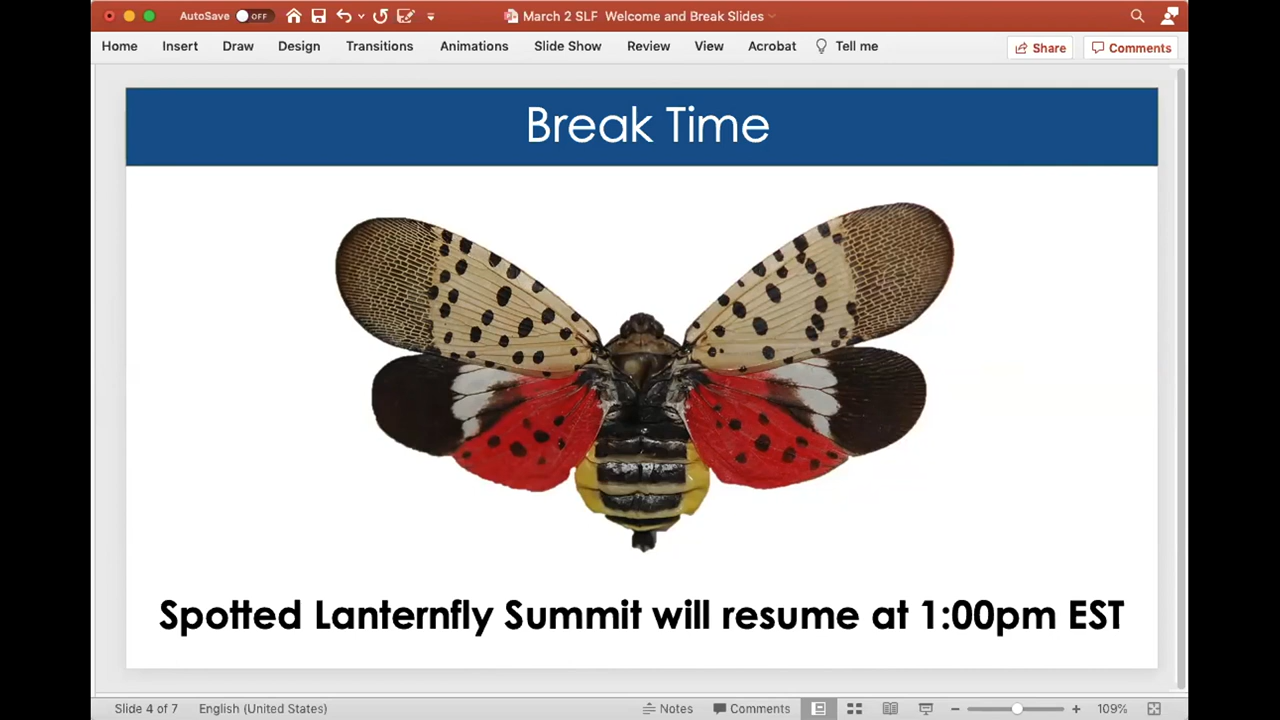 AutoSave OFF
March 2 SLF Welcome and Break Slides
Home Insert Draw Design Transitions Animations Slide Show Review View Acrobat Tell me
Share Comments
Break Time
Spotted Lanternfly Summit will resume at 1:00pm EST
Slide 4 of 7 English (United States) Notes Comments 109%